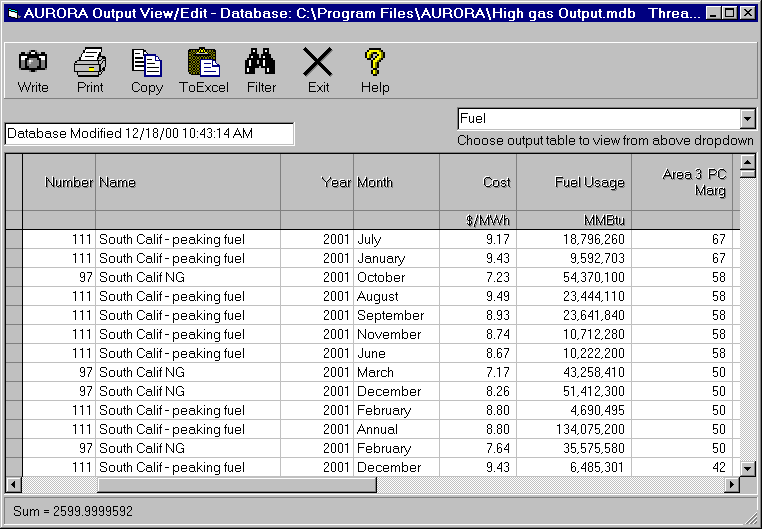 AURORA Output View/Edit - Database: C:\Program Files\AURORA\High gas Output.mdb Threa...
Write Print Copy ToExcel Filter Exit Help
Fuel
Database Modified 12/18/00 10:43:14 AM
Choose output table to view from above dropdown
Number Name Year Month Cost Fuel Usage Area 3 PC Marg
$/MWh MMBtu
111 South Calif - peaking fuel 2001 July 9.17 18,796,260 67
111 South Calif - peaking fuel 2001 January 9.43 9,592,703 67
97 South Calif NG 2001 October 7.23 54,370,100 58
111 South Calif - peaking fuel 2001 August 9.49 23,444,110 58
111 South Calif - peaking fuel 2001 September 8.93 23,641,840 58
111 South Calif - peaking fuel 2001 November 8.74 10,712,280 58
111 South Calif - peaking fuel 2001 June 8.67 10,222,200 58
97 South Calif NG 2001 March 7.17 43,258,410 50
97 South Calif NG 2001 December 8.26 51,412,300 50
111 South Calif - peaking fuel 2001 February 8.80 4,690,495 50
111 South Calif - peaking fuel 2001 Annual 8.80 134,075,200 50
97 South Calif NG 2001 February 7.64 35,575,580 50
111 South Calif - peaking fuel 2001 December 9.43 6,485,301 42
Sum = 2599.9999592